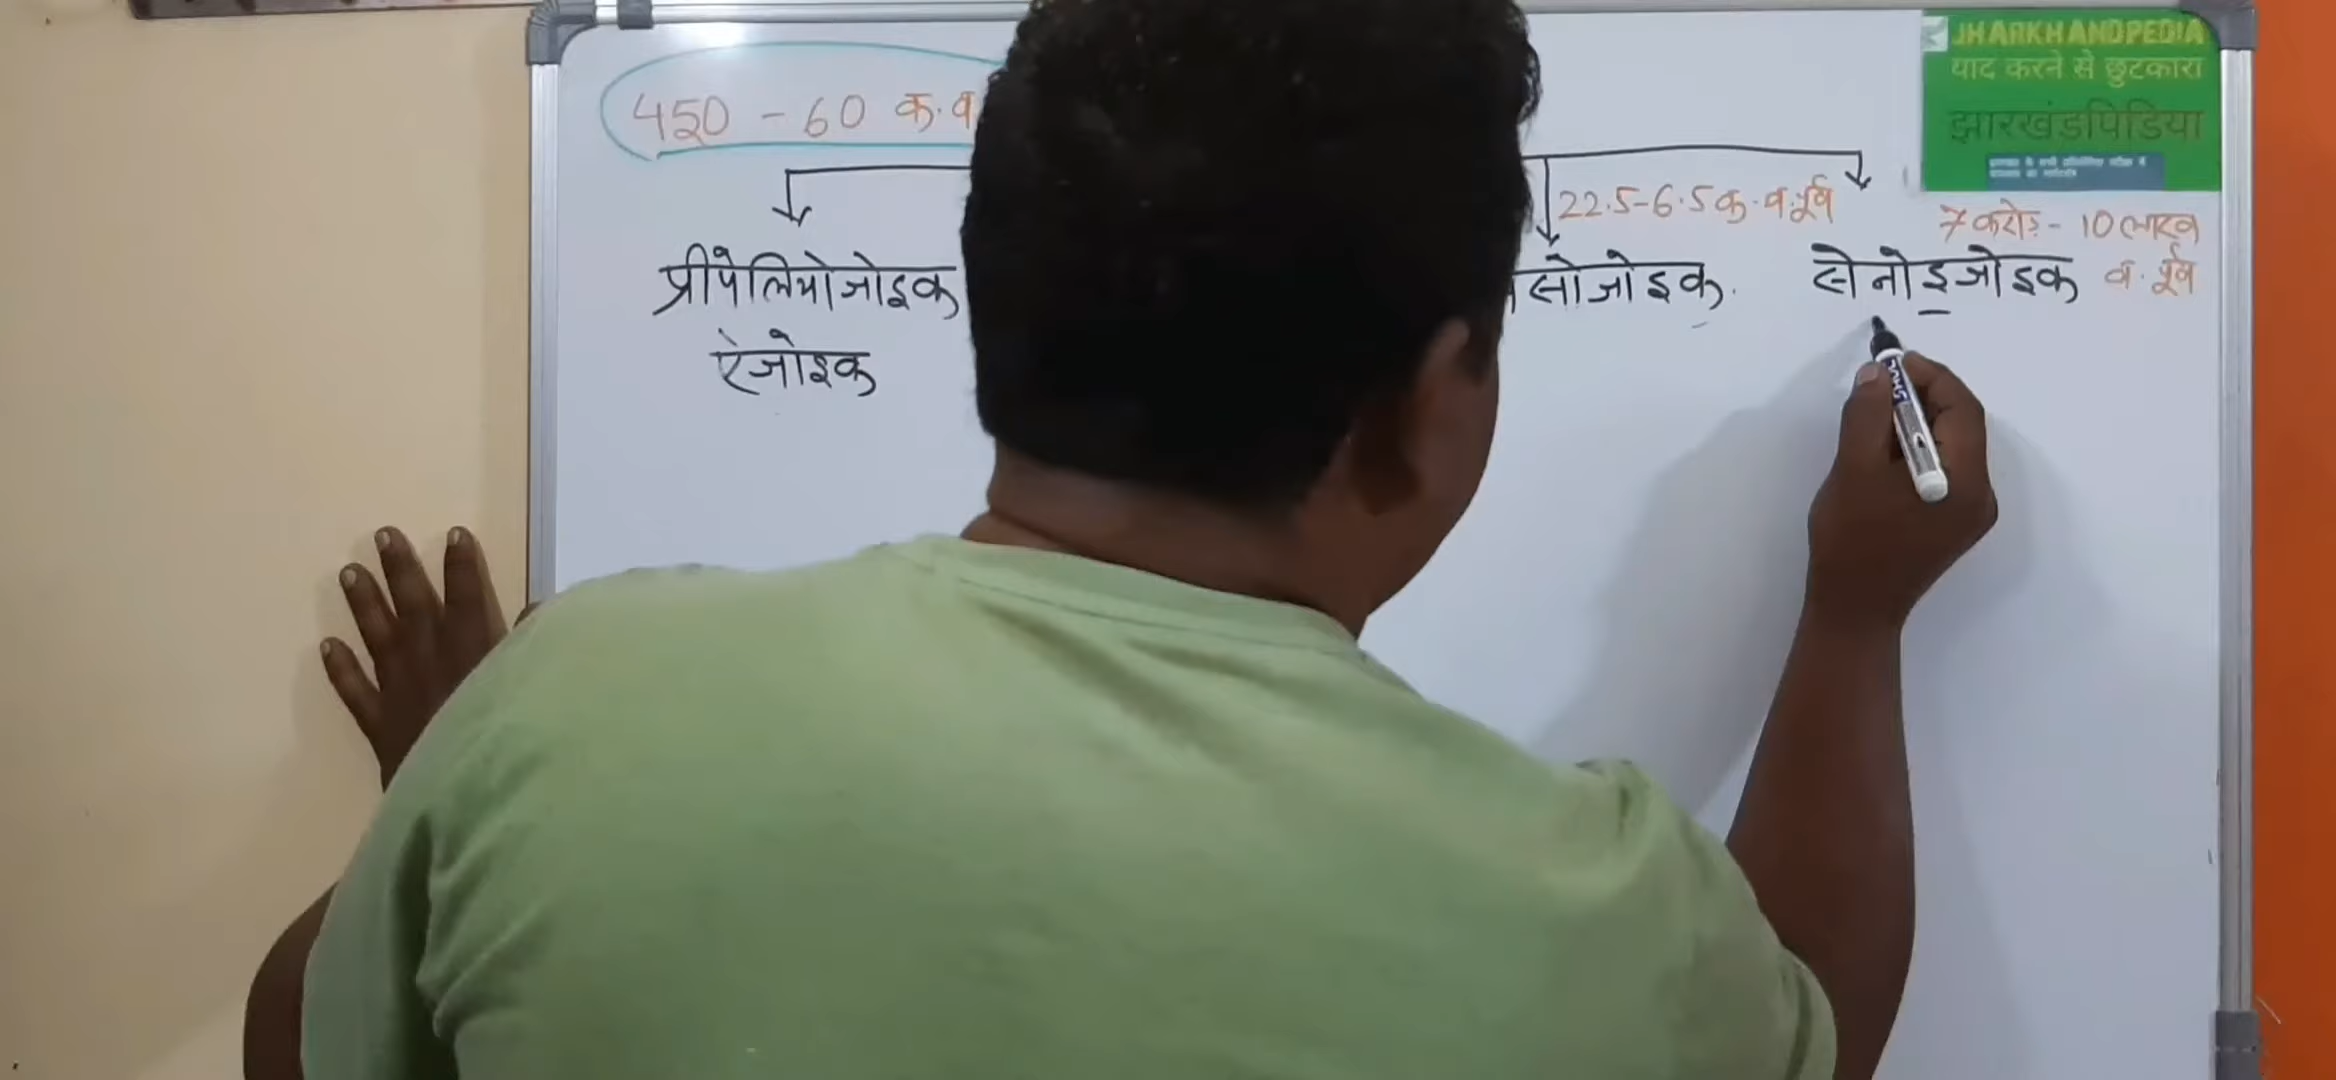 450 - 60 क. व
JHARKHANDPEDIA
याद करने से छुटकारा
झारखंडपिडिया
22.5-6.5 क. व. पूर्व
7 करोड़ - 10 लाख
व. पूर्व
प्रीपेलियोजोइक
सोजोइक.
सेनोइजोइक
ऐजोइक